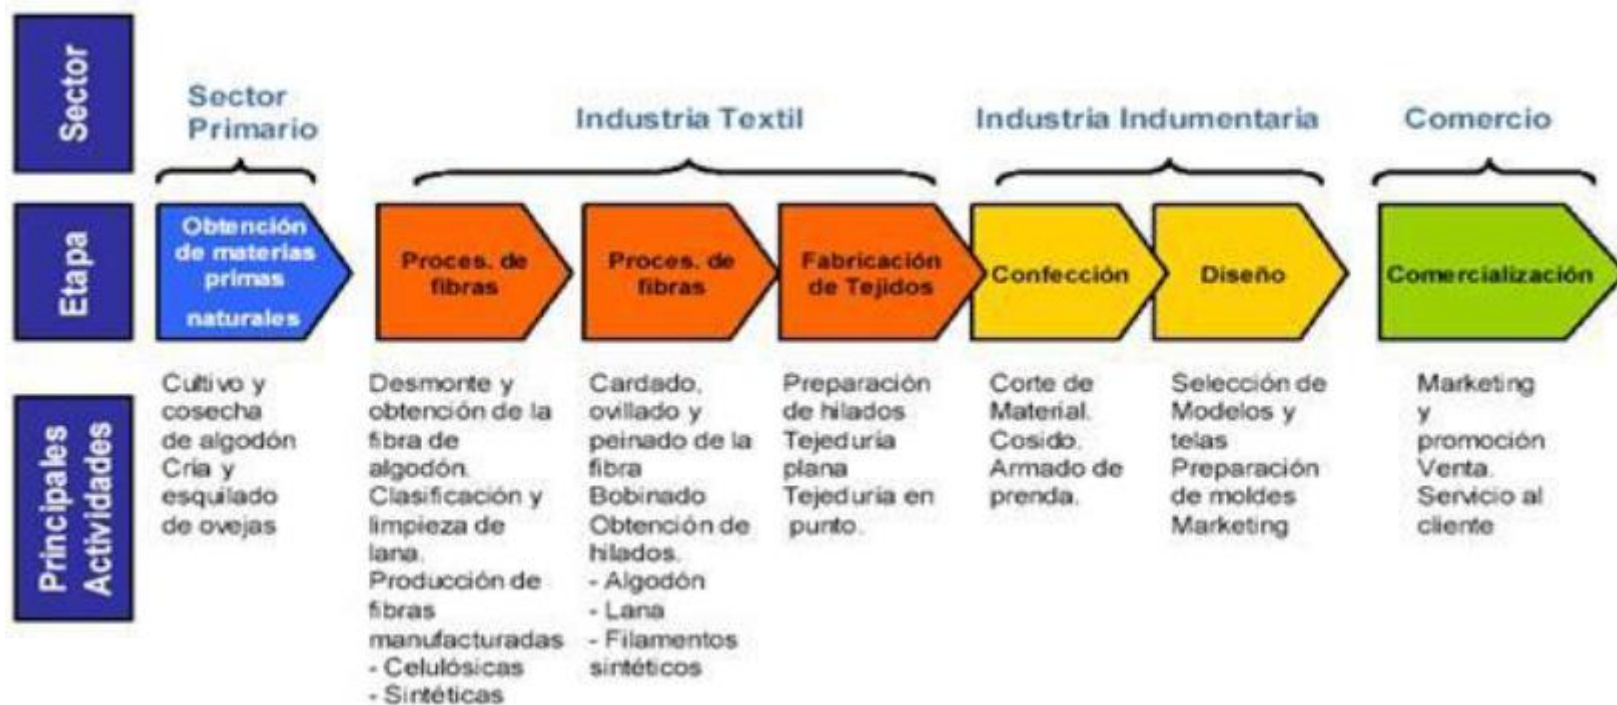 Sector
Sector
Primario
Industria Textil
Industria Indumentaria
Comercio
Etapa
Obtención
de materias
primas
naturales
Proces. de
fibras
Proces. de
fibras
Fabricación
de Tejidos
Confección
Diseño
Comercialización
Principales
Actividades
Cultivo y
cosecha
de algodón
Cría y
esquilado
de ovejas
Desmonte y
obtención de la
fibra de
algodón.
Clasificación y
limpieza de
lana.
Producción de
fibras
manufacturadas
- Celulósicas
- Sintéticas
Cardado,
ovillado y
peinado de la
fibra
Bobinado
Obtención de
hilados.
- Algodón
- Lana
- Filamentos
sintéticos
Preparación
de hilados
Tejeduría
plana
Tejeduría en
punto.
Corte de
Material.
Cosido.
Armado de
prenda.
Selección de
Modelos y
telas
Preparación
de moldes
Marketing
Marketing
y
promoción
Venta.
Servicio al
cliente